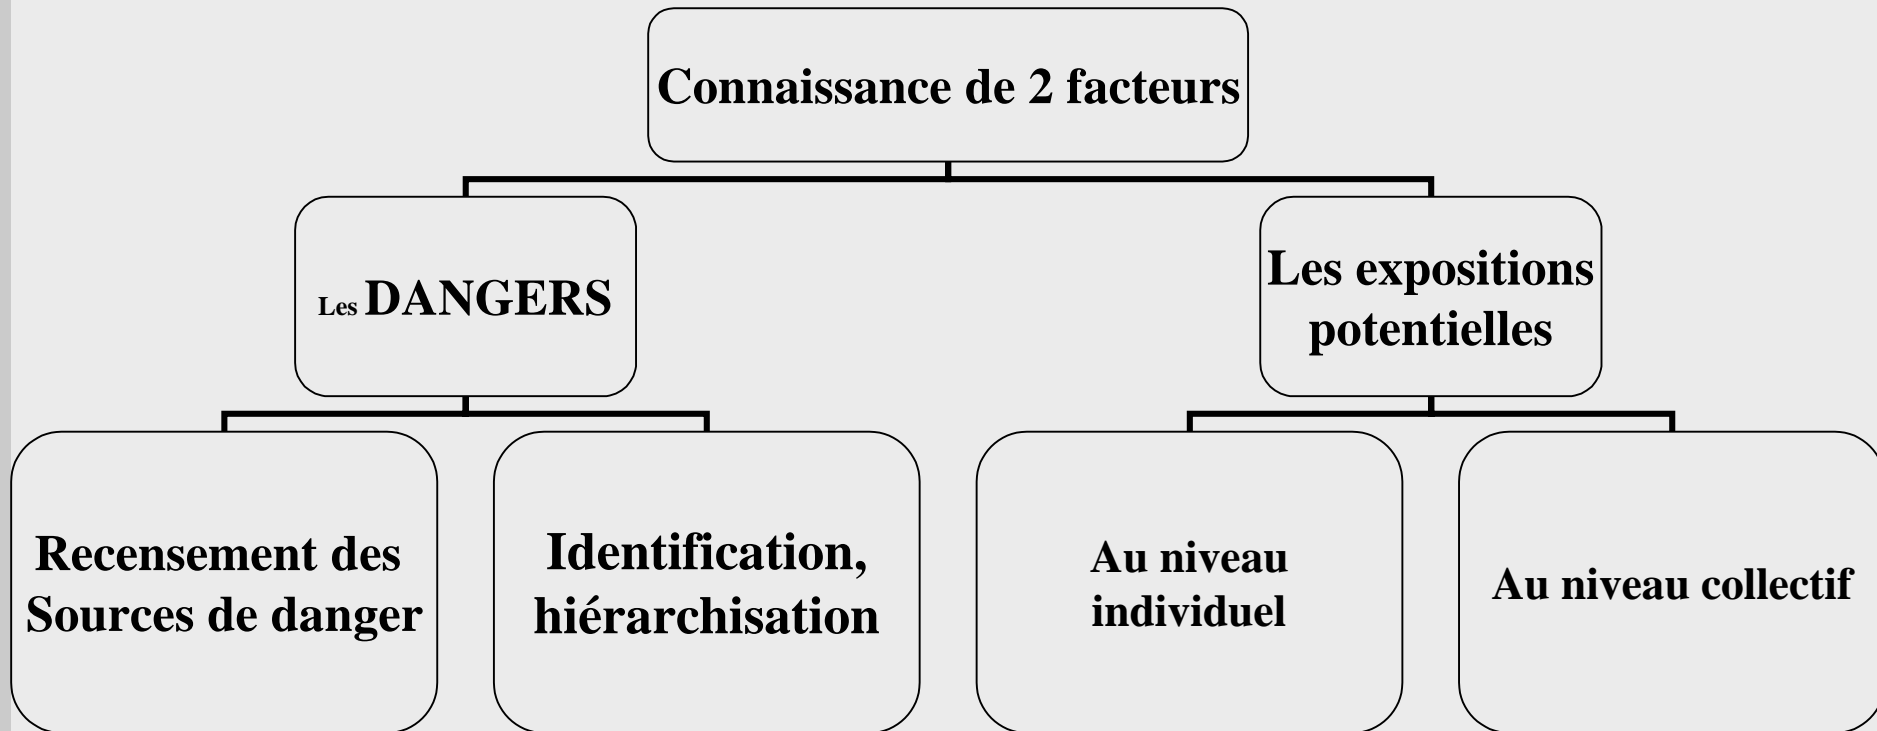 Connaissance de 2 facteurs
Les DANGERS
Les expositions
potentielles
Recensement des
Sources de danger
Identification,
hiérarchisation
Au niveau
individuel
Au niveau collectif